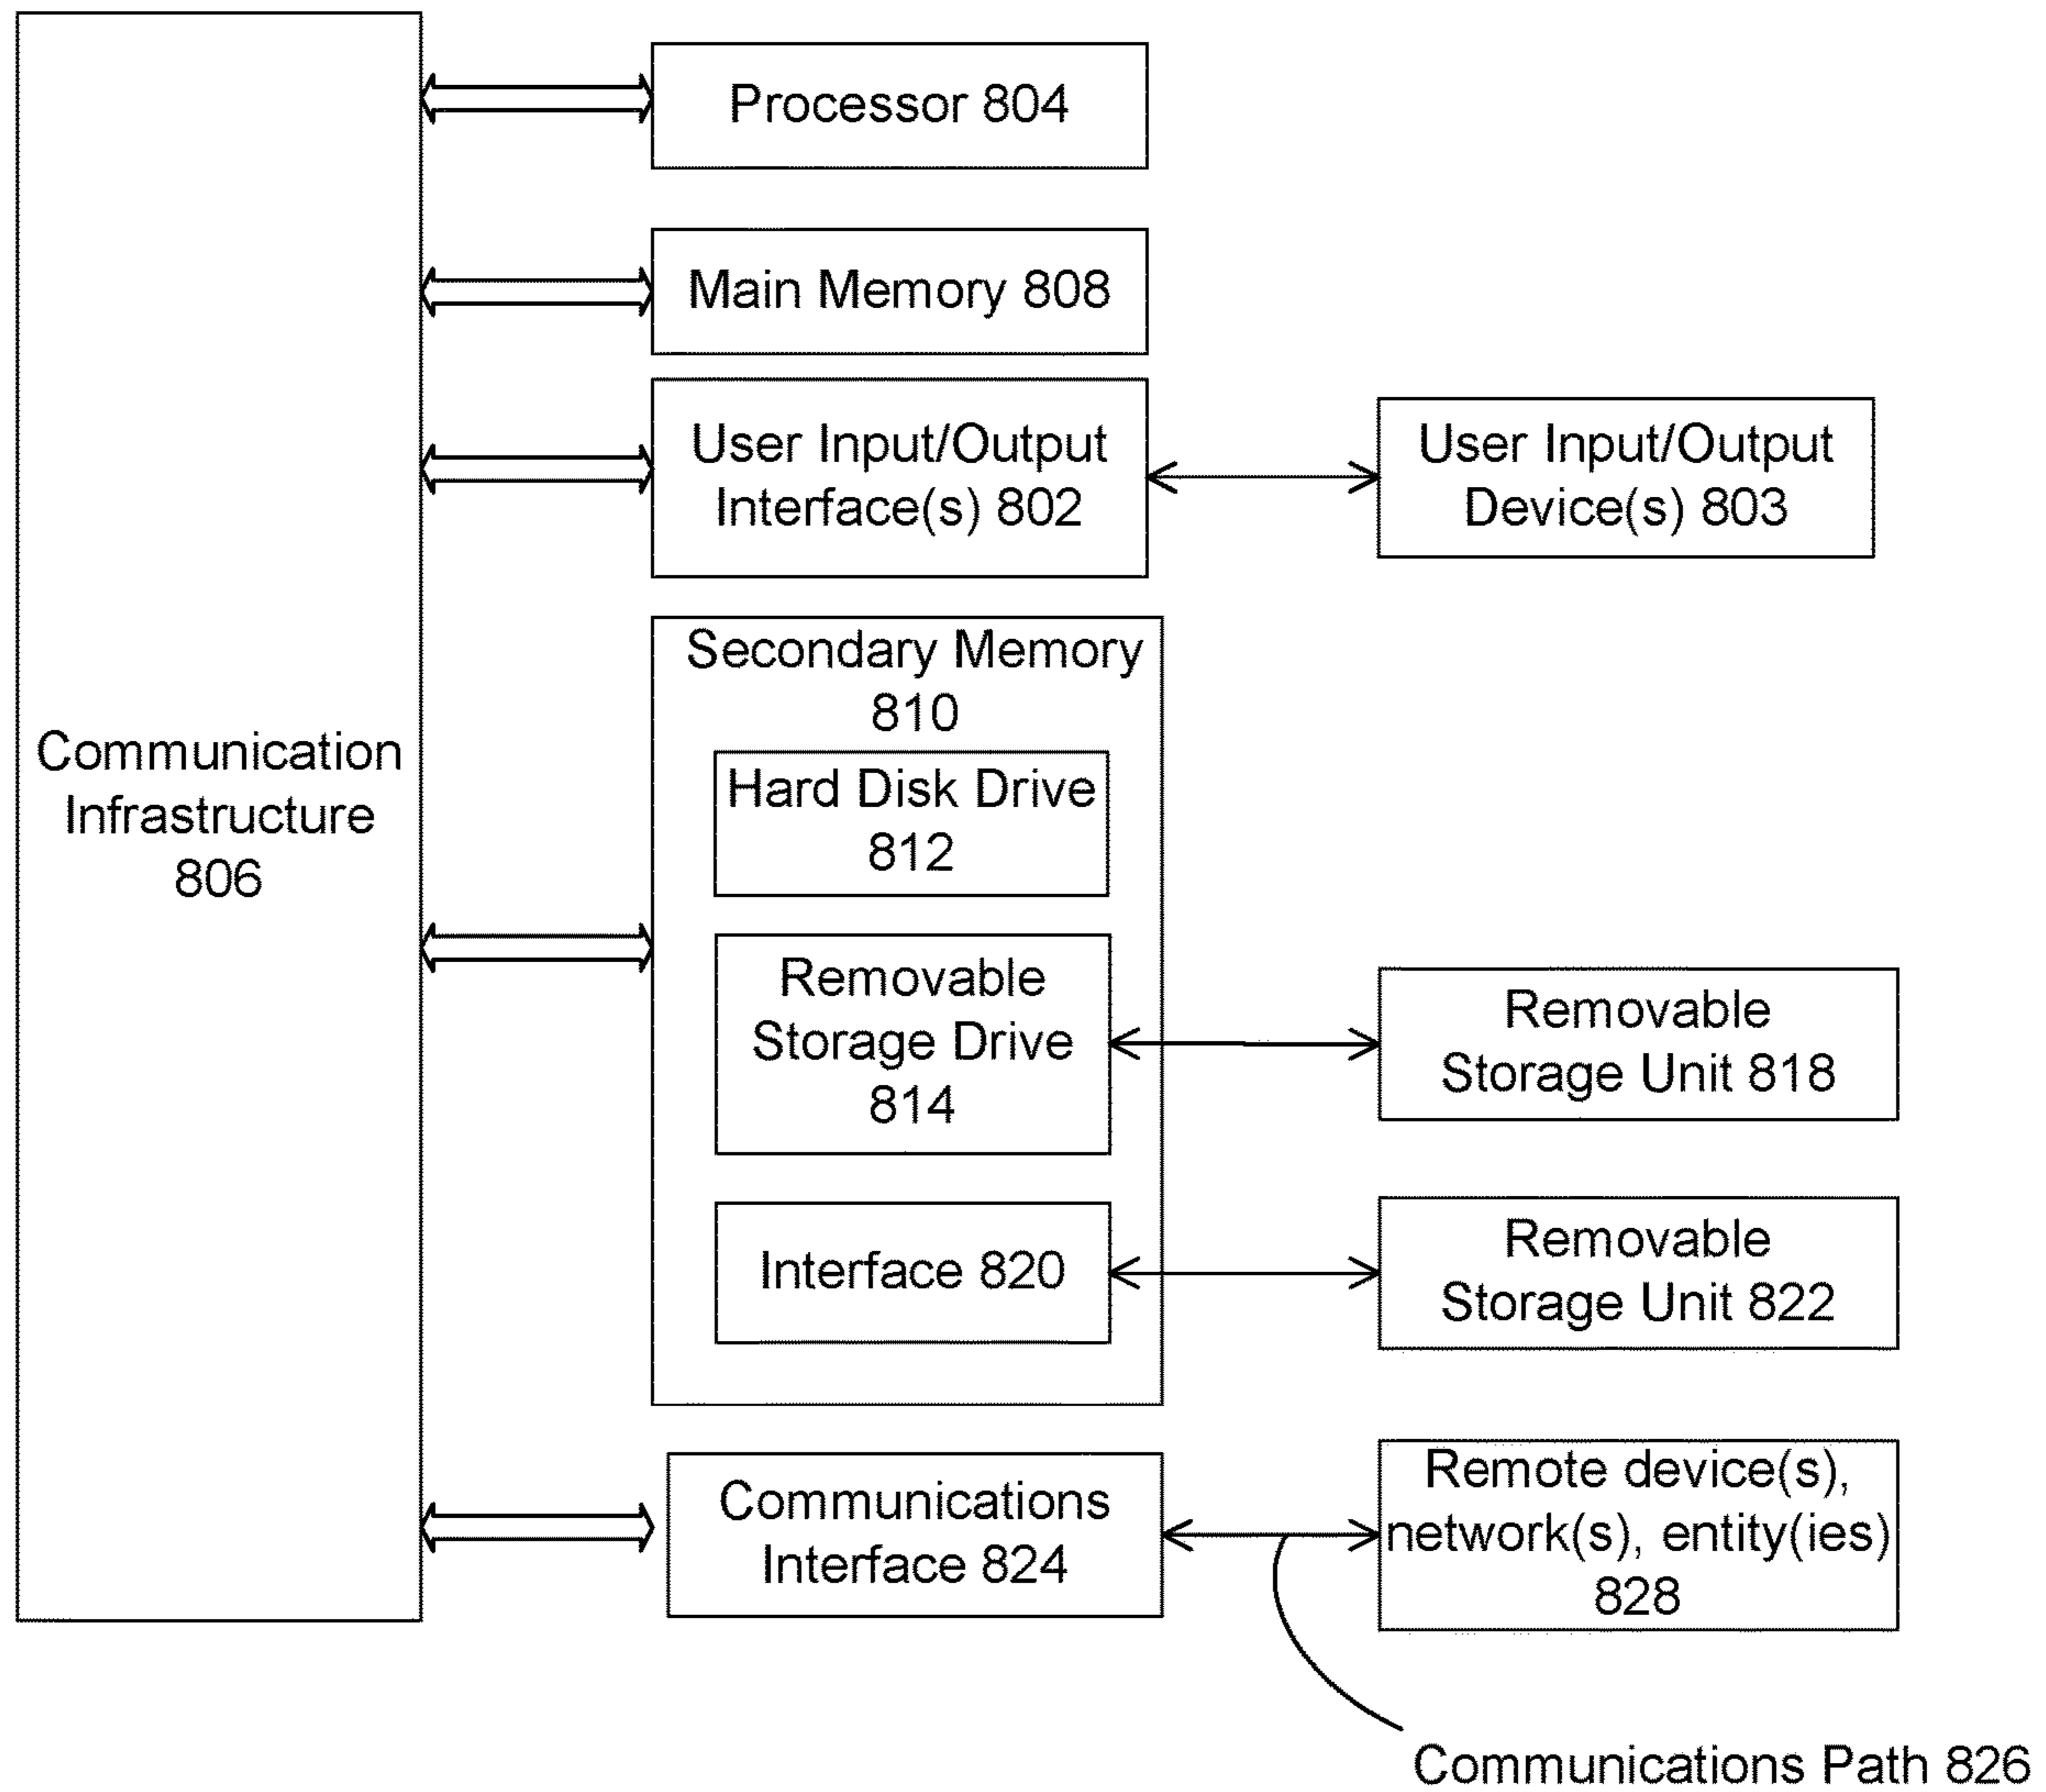 Processor 804
Main Memory 808
User Input/Output
Interface(s) 802
User Input/Output
Device(s) 803
Secondary Memory
810
Hard Disk Drive
812
Communication
Infrastructure
806
Removable
Storage Drive
814
Removable
Storage Unit 818
Interface 820
Removable
Storage Unit 822
Communications
Interface 824
Remote device(s),
network(s), entity(ies)
828
Communications Path 826